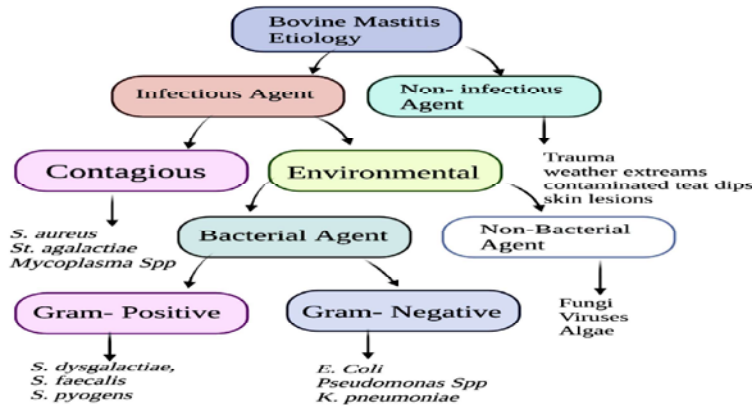 Bovine Mastitis
Etiology
Infectious Agent
Non- infectious
Agent
Contagious
Environmental
Trauma
weather extreams
contaminated teat dips
skin lesions
S. aureus
St. agalactiae
Mycoplasma Spp
Bacterial Agent
Non-Bacterial
Agent
Gram- Positive
Gram- Negative
Fungi
Viruses
Algae
S. dysgalactiae,
S. faecalis
S. pyogens
E. Coli
Pseudomonas Spp
K. pneumoniae